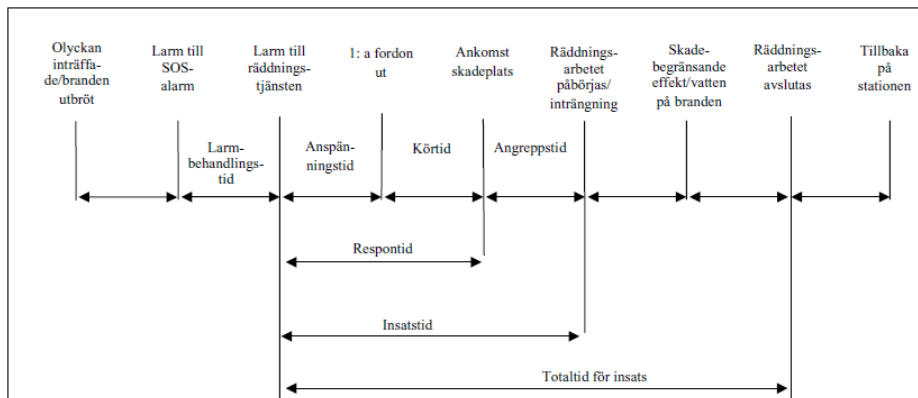 Olyckan
inträffa-
de/branden
utbröt
Larm till
SOS-
alarm
Larm till
räddnings-
tjänsten
1: a fordon
ut
Ankomst
skadeplats
Räddnings-
arbetet
påbörjas/
inträngning
Skade-
begränsande
effekt/vatten
på branden
Räddnings-
arbetet
avslutas
Tillbaka
på
stationen
Larm-
behandlings-
tid
Anspän-
ningstid
Körtid
Angreppstid
Respontid
Insatstid
Totaltid för insats